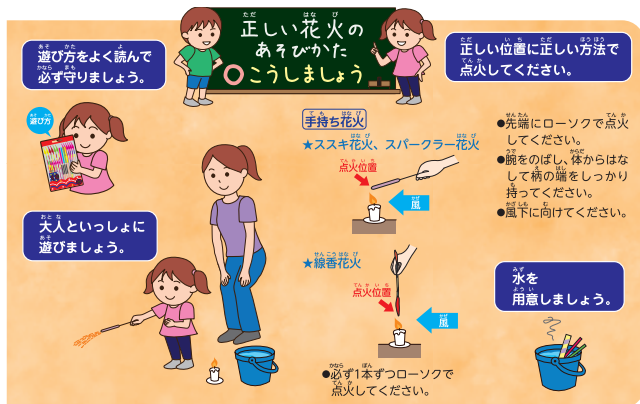 正しい花火の
あそびかた
○こうしましょう
遊び方をよく読んで
必ず守りましょう。
遊び方
大人といっしょに
遊びましょう。
手持ち花火
★ススキ花火、スパークラー花火
点火位置
風
★線香花火
点火位置
風
●必ず1本ずつローソクで
点火してください。
正しい位置に正しい方法で
点火してください。
●先端にローソクで点火
してください。
●腕をのばし、体からはな
して柄の端をしっかり
持ってください。
●風下に向けてください。
水を
用意しましょう。